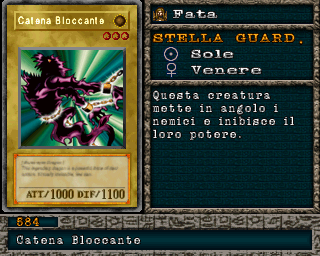 Catena Bloccante
ATT/1000 DIF/1100
Fata
STELLA GUARD.
Sole
Venere
Questa creatura
mette in angolo i
nemici e inibisce il
loro potere.
584
Catena Bloccante